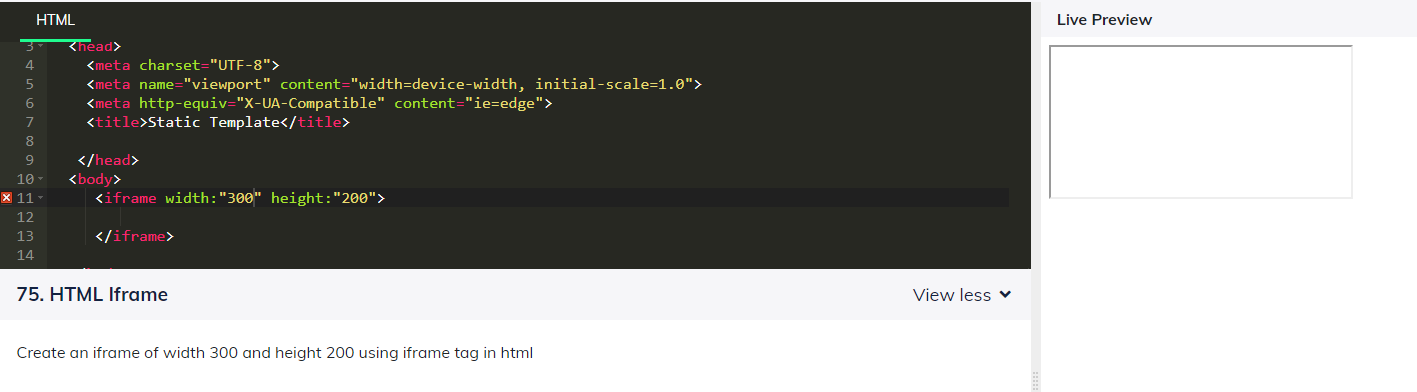 HTML
Live Preview
3 <head>
4 <meta charset="UTF-8">
5 <meta name="viewport" content="width=device-width, initial-scale=1.0">
6 <meta http-equiv="X-UA-Compatible" content="ie=edge">
7 <title>Static Template</title>
8
9 </head>
10 <body>
11 <iframe width:"300" height:"200">
12
13 </iframe>
14
75. HTML Iframe
View less
Create an iframe of width 300 and height 200 using iframe tag in html